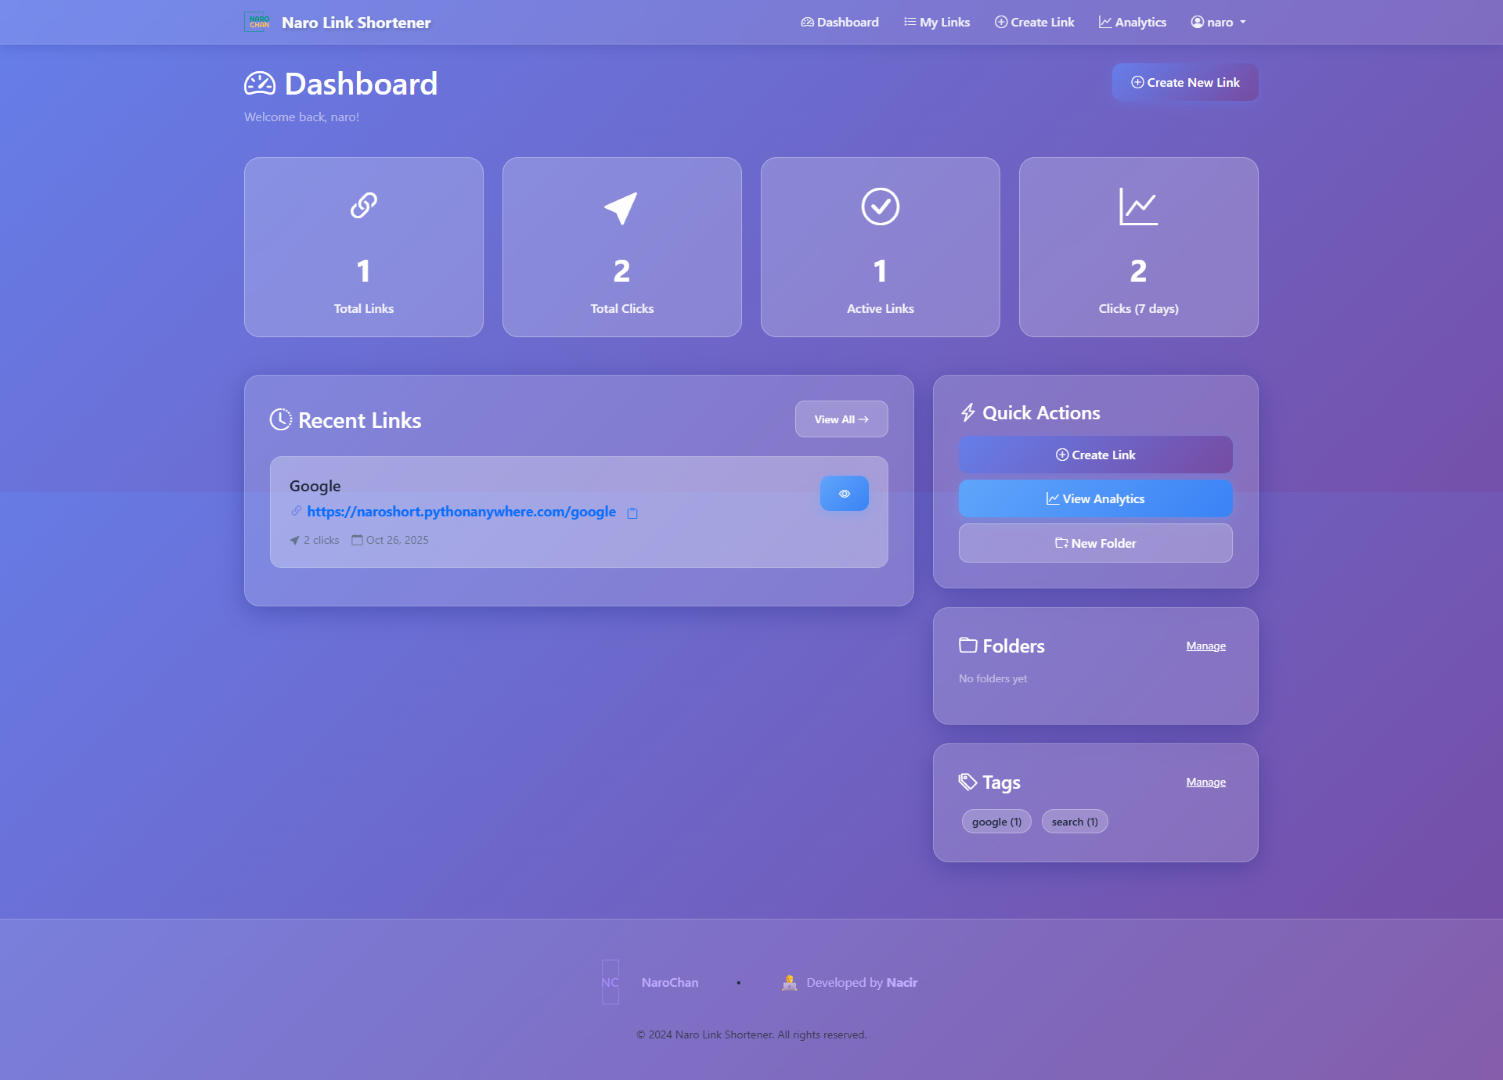 NARO
CHAN
Naro Link Shortener
Dashboard
My Links
Create Link
Analytics
naro
Dashboard
Create New Link
Welcome back, naro!
1
Total Links
2
Total Clicks
1
Active Links
2
Clicks (7 days)
Recent Links
View All →
Google
https://naroshort.pythonanywhere.com/google
2 clicks
Oct 26, 2025
Quick Actions
Create Link
View Analytics
New Folder
Folders
Manage
No folders yet
Tags
Manage
google (1)
search (1)
NC
NaroChan
•
Developed by Nacir
© 2024 Naro Link Shortener. All rights reserved.